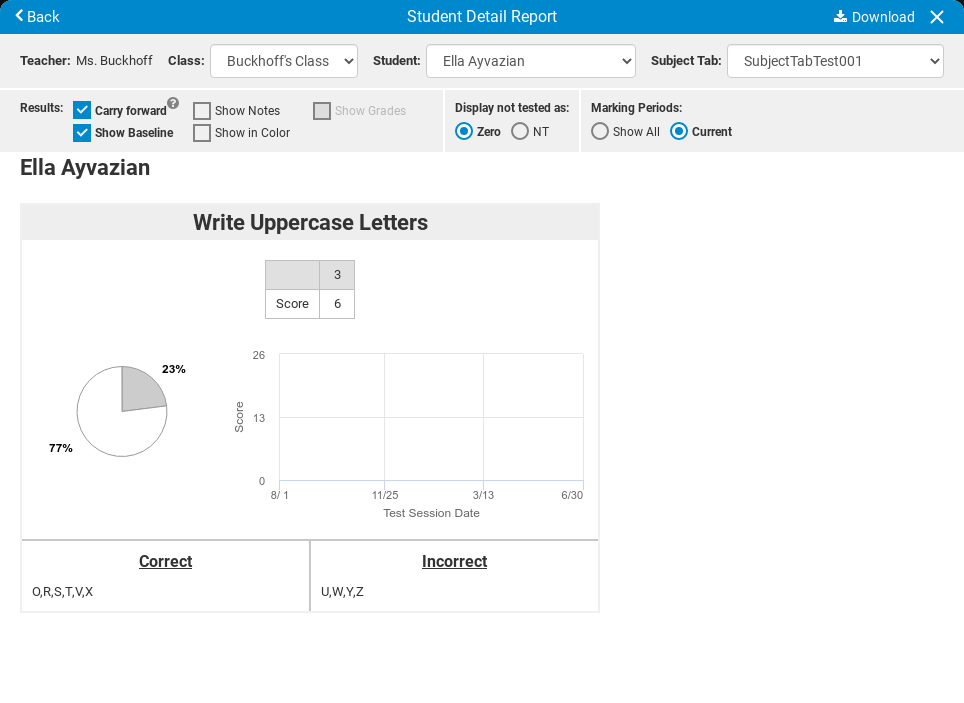 Back
Student Detail Report
Download
Teacher: Ms. Buckhoff Class: Buckhoff's Class Student: Ella Ayvazian Subject Tab: SubjectTabTest001
Results: Carry forward ? Show Notes Show Grades
Show Baseline Show in Color
Display not tested as:
Zero NT
Marking Periods:
Show All Current
Ella Ayvazian
Write Uppercase Letters
3
Score 6
23%
77%
Score
26
13
0
8/ 1 11/25 3/13 6/30
Test Session Date
Correct
O,R,S,T,V,X
Incorrect
U,W,Y,Z